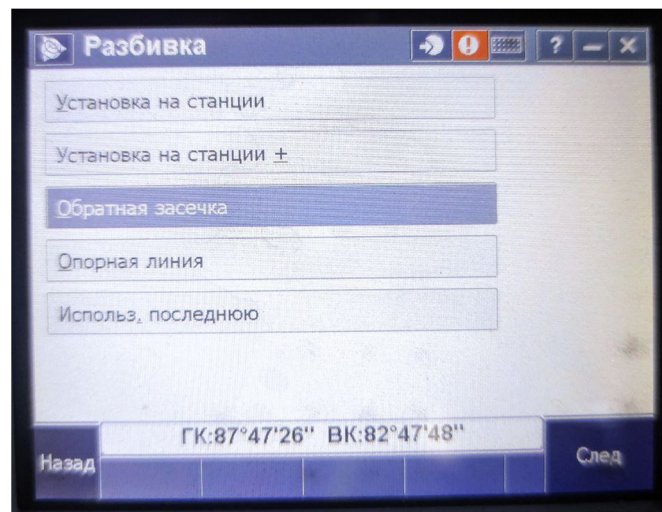 Разбивка ? – ×
Установка на станции
Установка на станции +
Обратная засечка
Опорная линия
Использ. последнюю
ГК:87°47'26" ВК:82°47'48"
Назад
След